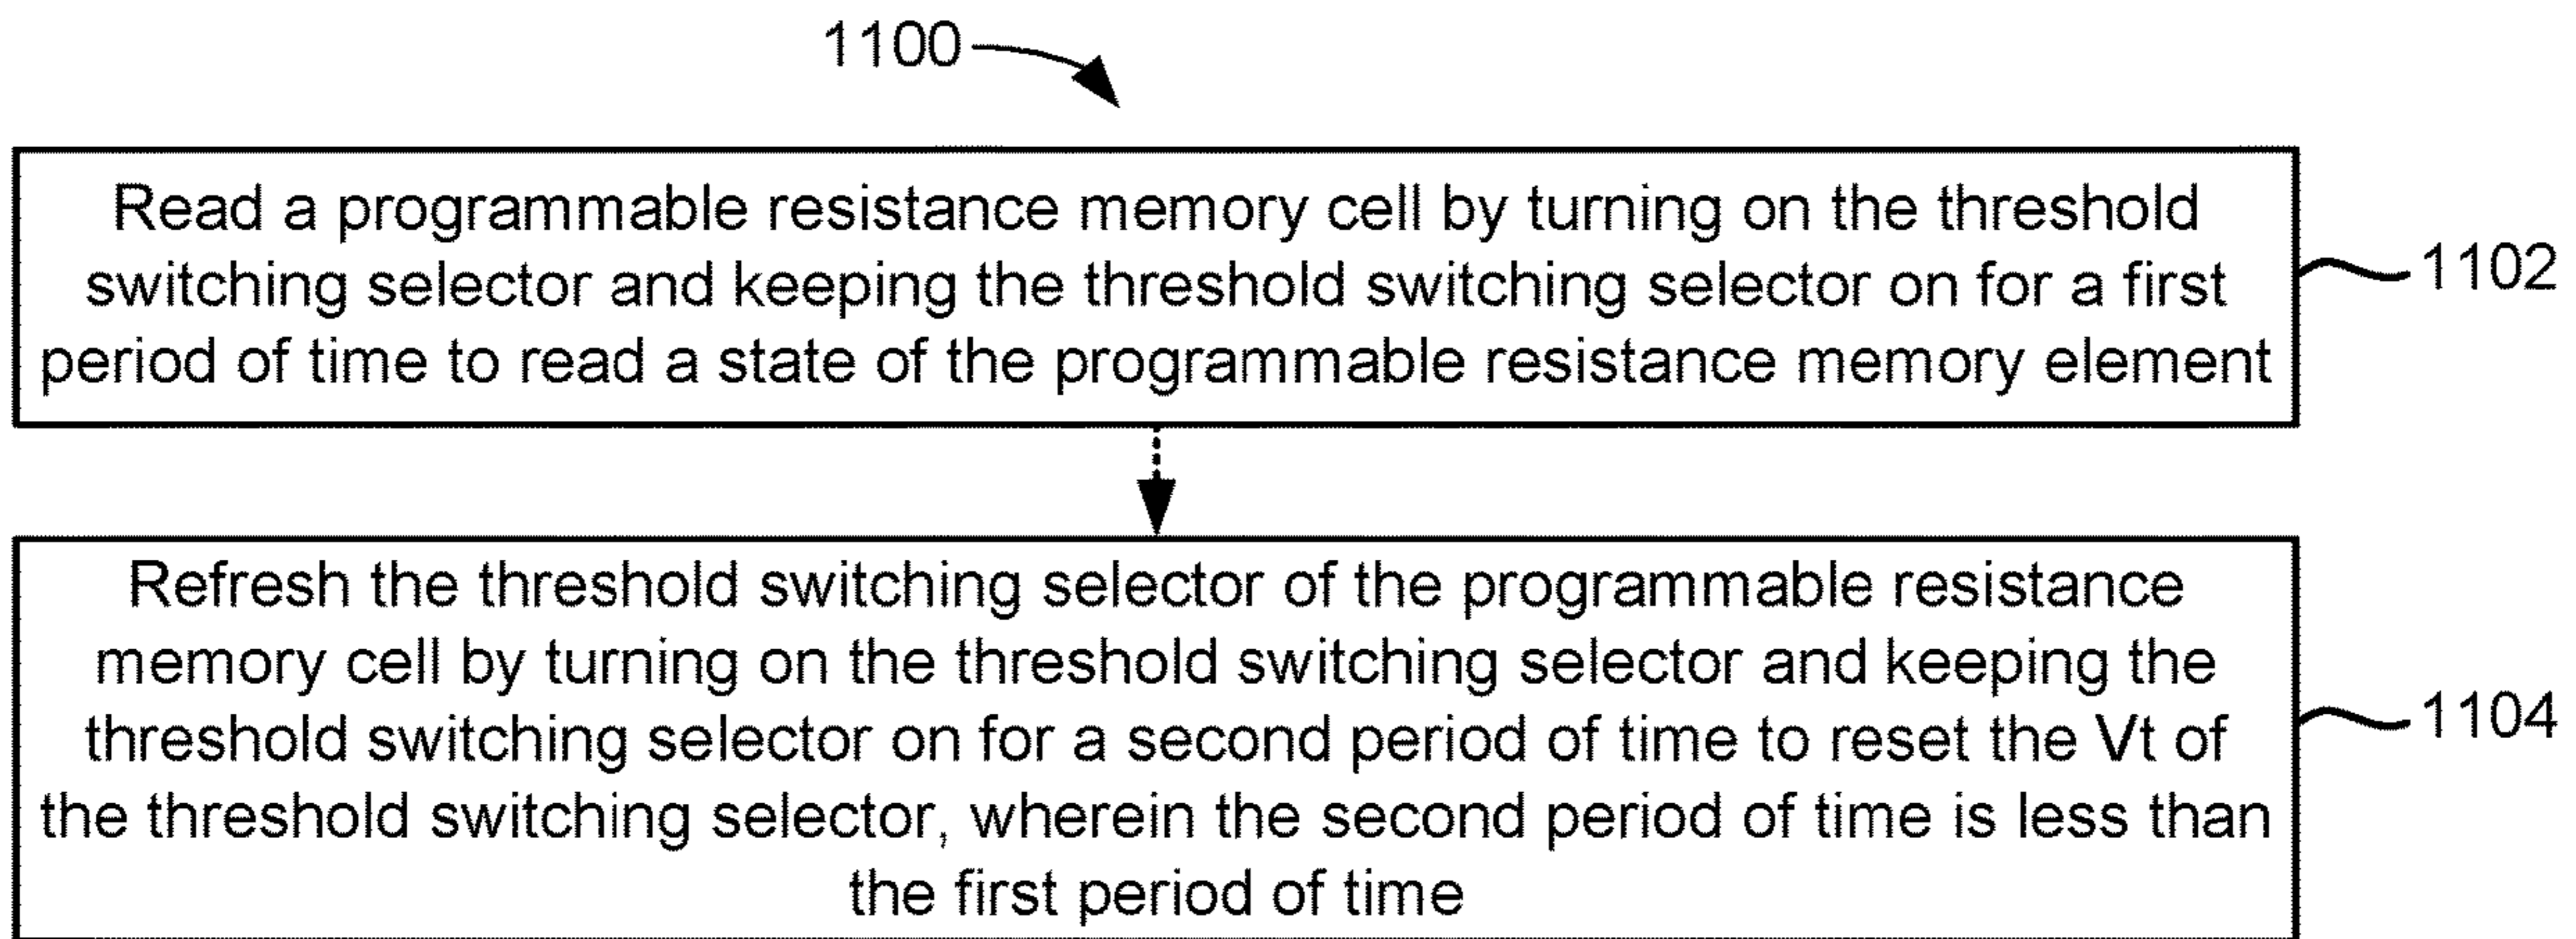 1100
Read a programmable resistance memory cell by turning on the threshold
switching selector and keeping the threshold switching selector on for a first
period of time to read a state of the programmable resistance memory element
1102
Refresh the threshold switching selector of the programmable resistance
memory cell by turning on the threshold switching selector and keeping the
threshold switching selector on for a second period of time to reset the Vt of
the threshold switching selector, wherein the second period of time is less than
the first period of time
1104